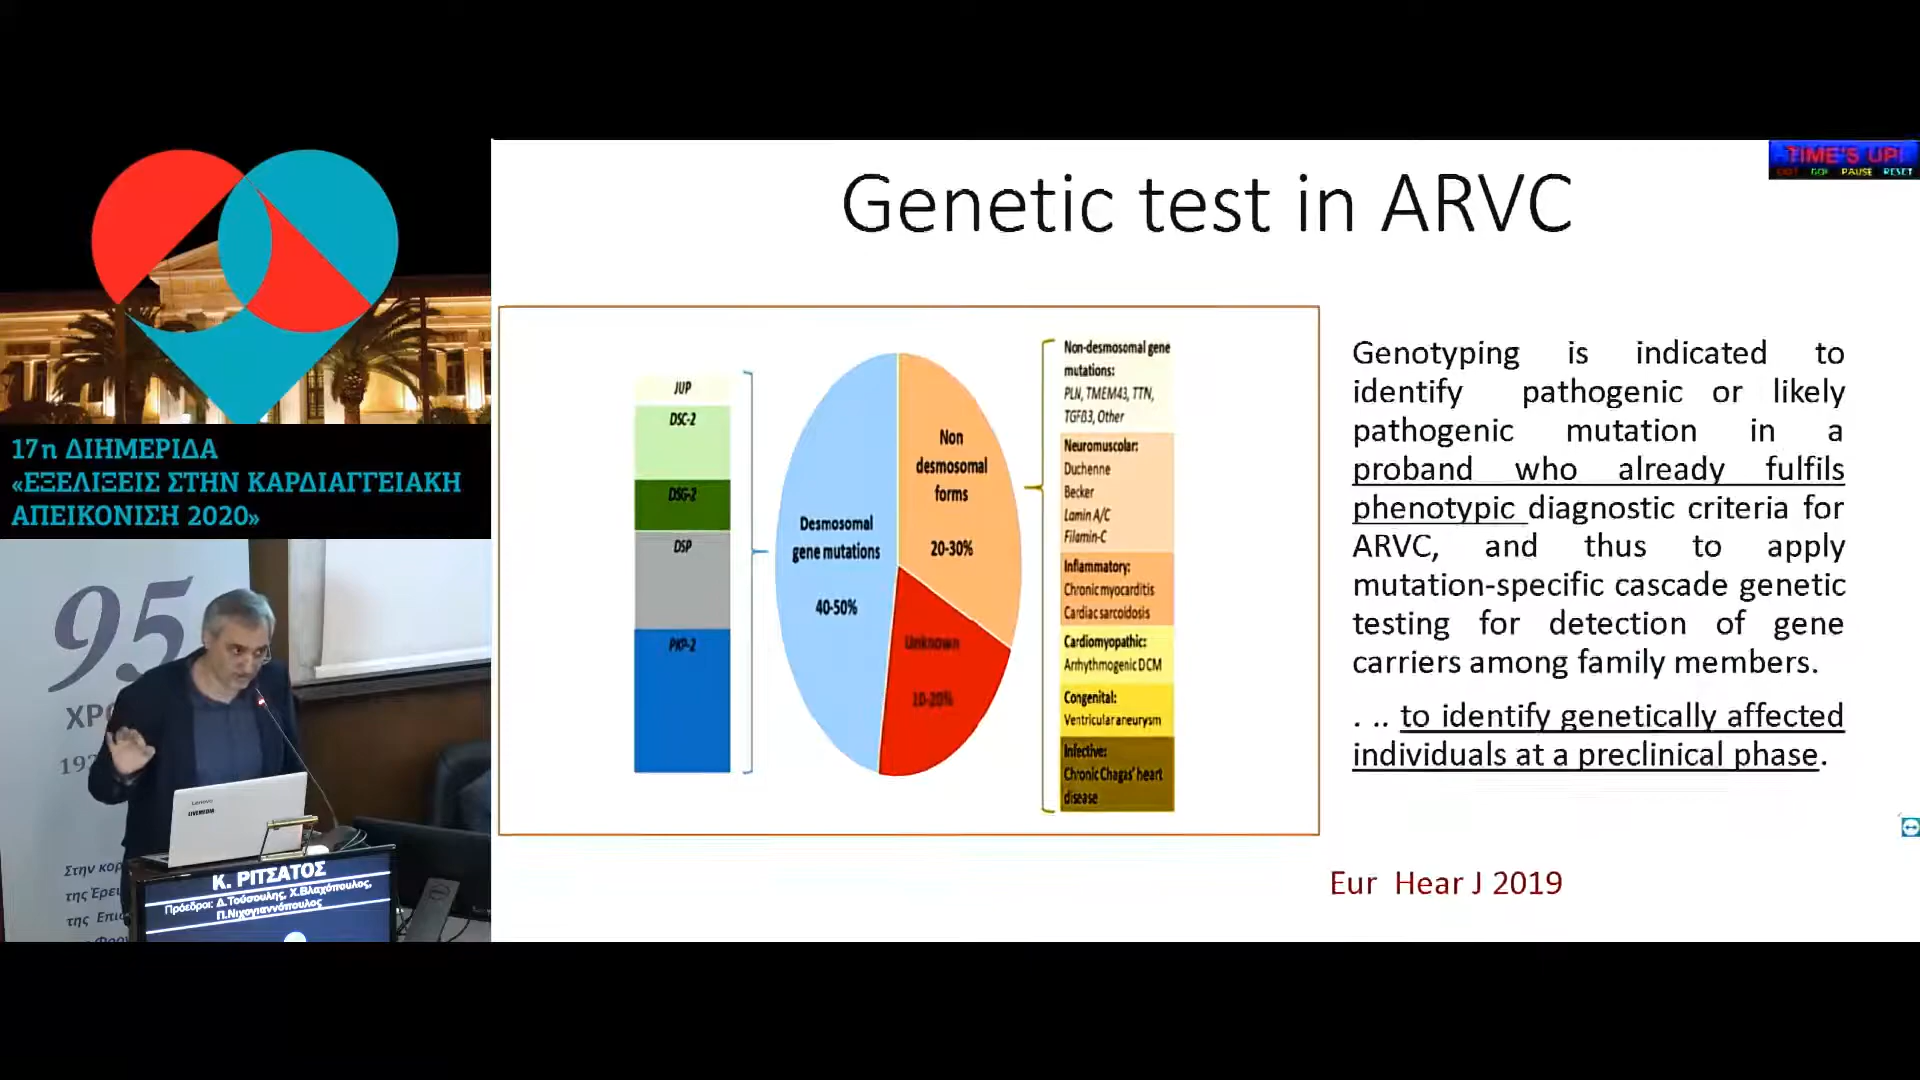 TIME'S UP!
GO! PAUSE RESET
Genetic test in ARVC
17η ΔΙΗΜΕΡΙΔΑ
«ΕΞΕΛΙΞΕΙΣ ΣΤΗΝ ΚΑΡΔΙΑΓΓΕΙΑΚΗ
ΑΠΕΙΚΟΝΙΣΗ 2020»
JUP
DSC-2
DSG-2
DSP
PKP-2
Desmosomal
gene mutations
40-50%
Non
desmosomal
forms
20-30%
Unknown
10-20%
Non-desmosomal gene
mutations:
PLN, TMEM43, TTN,
TGFB3, Other
Neuromuscular:
Duchenne
Becker
Lamin A/C
Filamin-C
Inflammatory:
Chronic myocarditis
Cardiac sarcoidosis
Cardiomyopathic:
Arrhythmogenic DCM
Congenital:
Ventricular aneurysm
Infective:
Chronic Chagas' heart
disease
Genotyping is indicated to
identify pathogenic or likely
pathogenic mutation in a
proband who already fulfils
phenotypic diagnostic criteria for
ARVC, and thus to apply
mutation-specific cascade genetic
testing for detection of gene
carriers among family members.
. .. to identify genetically affected
individuals at a preclinical phase.
Eur Hear J 2019
95
Lenovo
LIVEMEDIA
Στην
της
της
Κ. ΡΙΤΣΑΤΟΣ
Πρόεδροι: Δ.Τούσουλης, Χ.Βλαχόπουλος,
Π.Νιχογιαννόπουλος